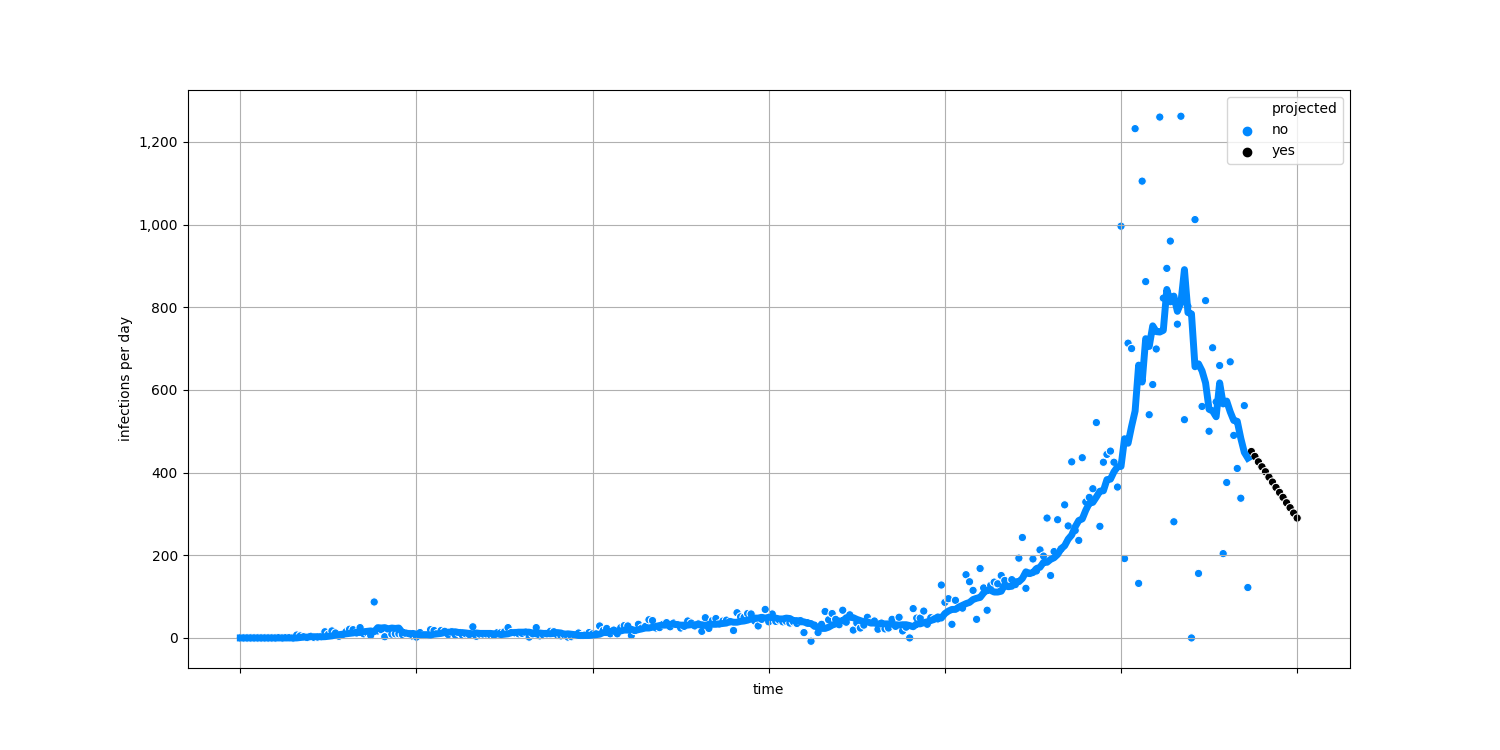 projected
no
yes
1,200
1,000
800
600
400
200
0
infections per day
time